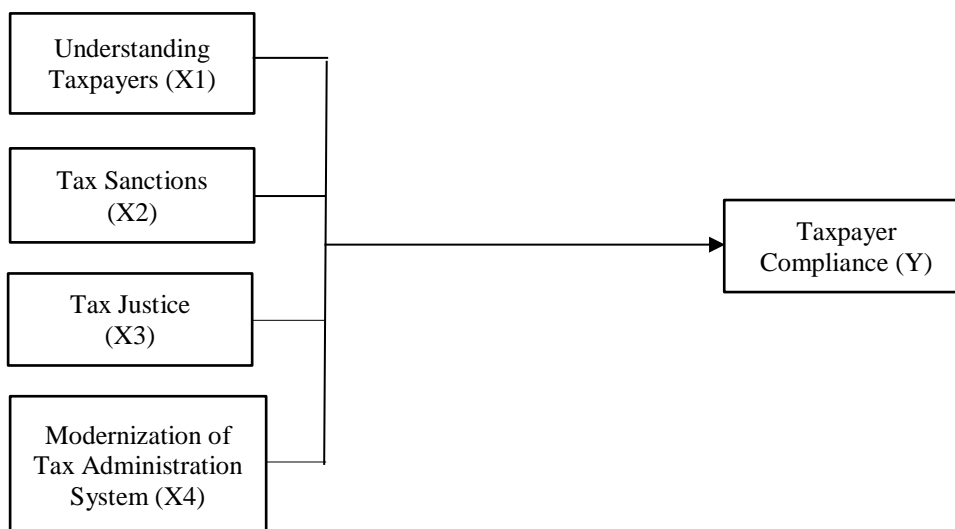 Understanding
Taxpayers (X1)
Tax Sanctions
(X2)
Tax Justice
(X3)
Modernization of
Tax Administration
System (X4)
Taxpayer
Compliance (Y)